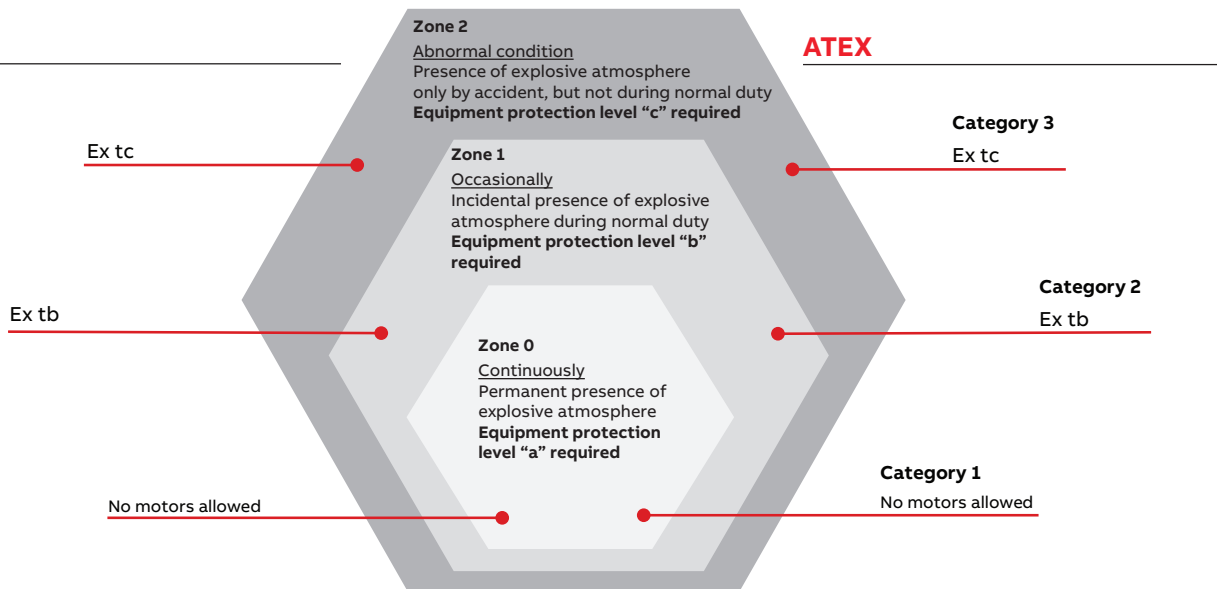 Zone 2
Abnormal condition
Presence of explosive atmosphere
only by accident, but not during normal duty
Equipment protection level “c” required
ATEX
Ex tc
Category 3
Ex tc
Zone 1
Occasionally
Incidental presence of explosive
atmosphere during normal duty
Equipment protection level “b”
required
Ex tb
Category 2
Ex tb
Zone 0
Continuously
Permanent presence of
explosive atmosphere
Equipment protection
level “a” required
No motors allowed
Category 1
No motors allowed